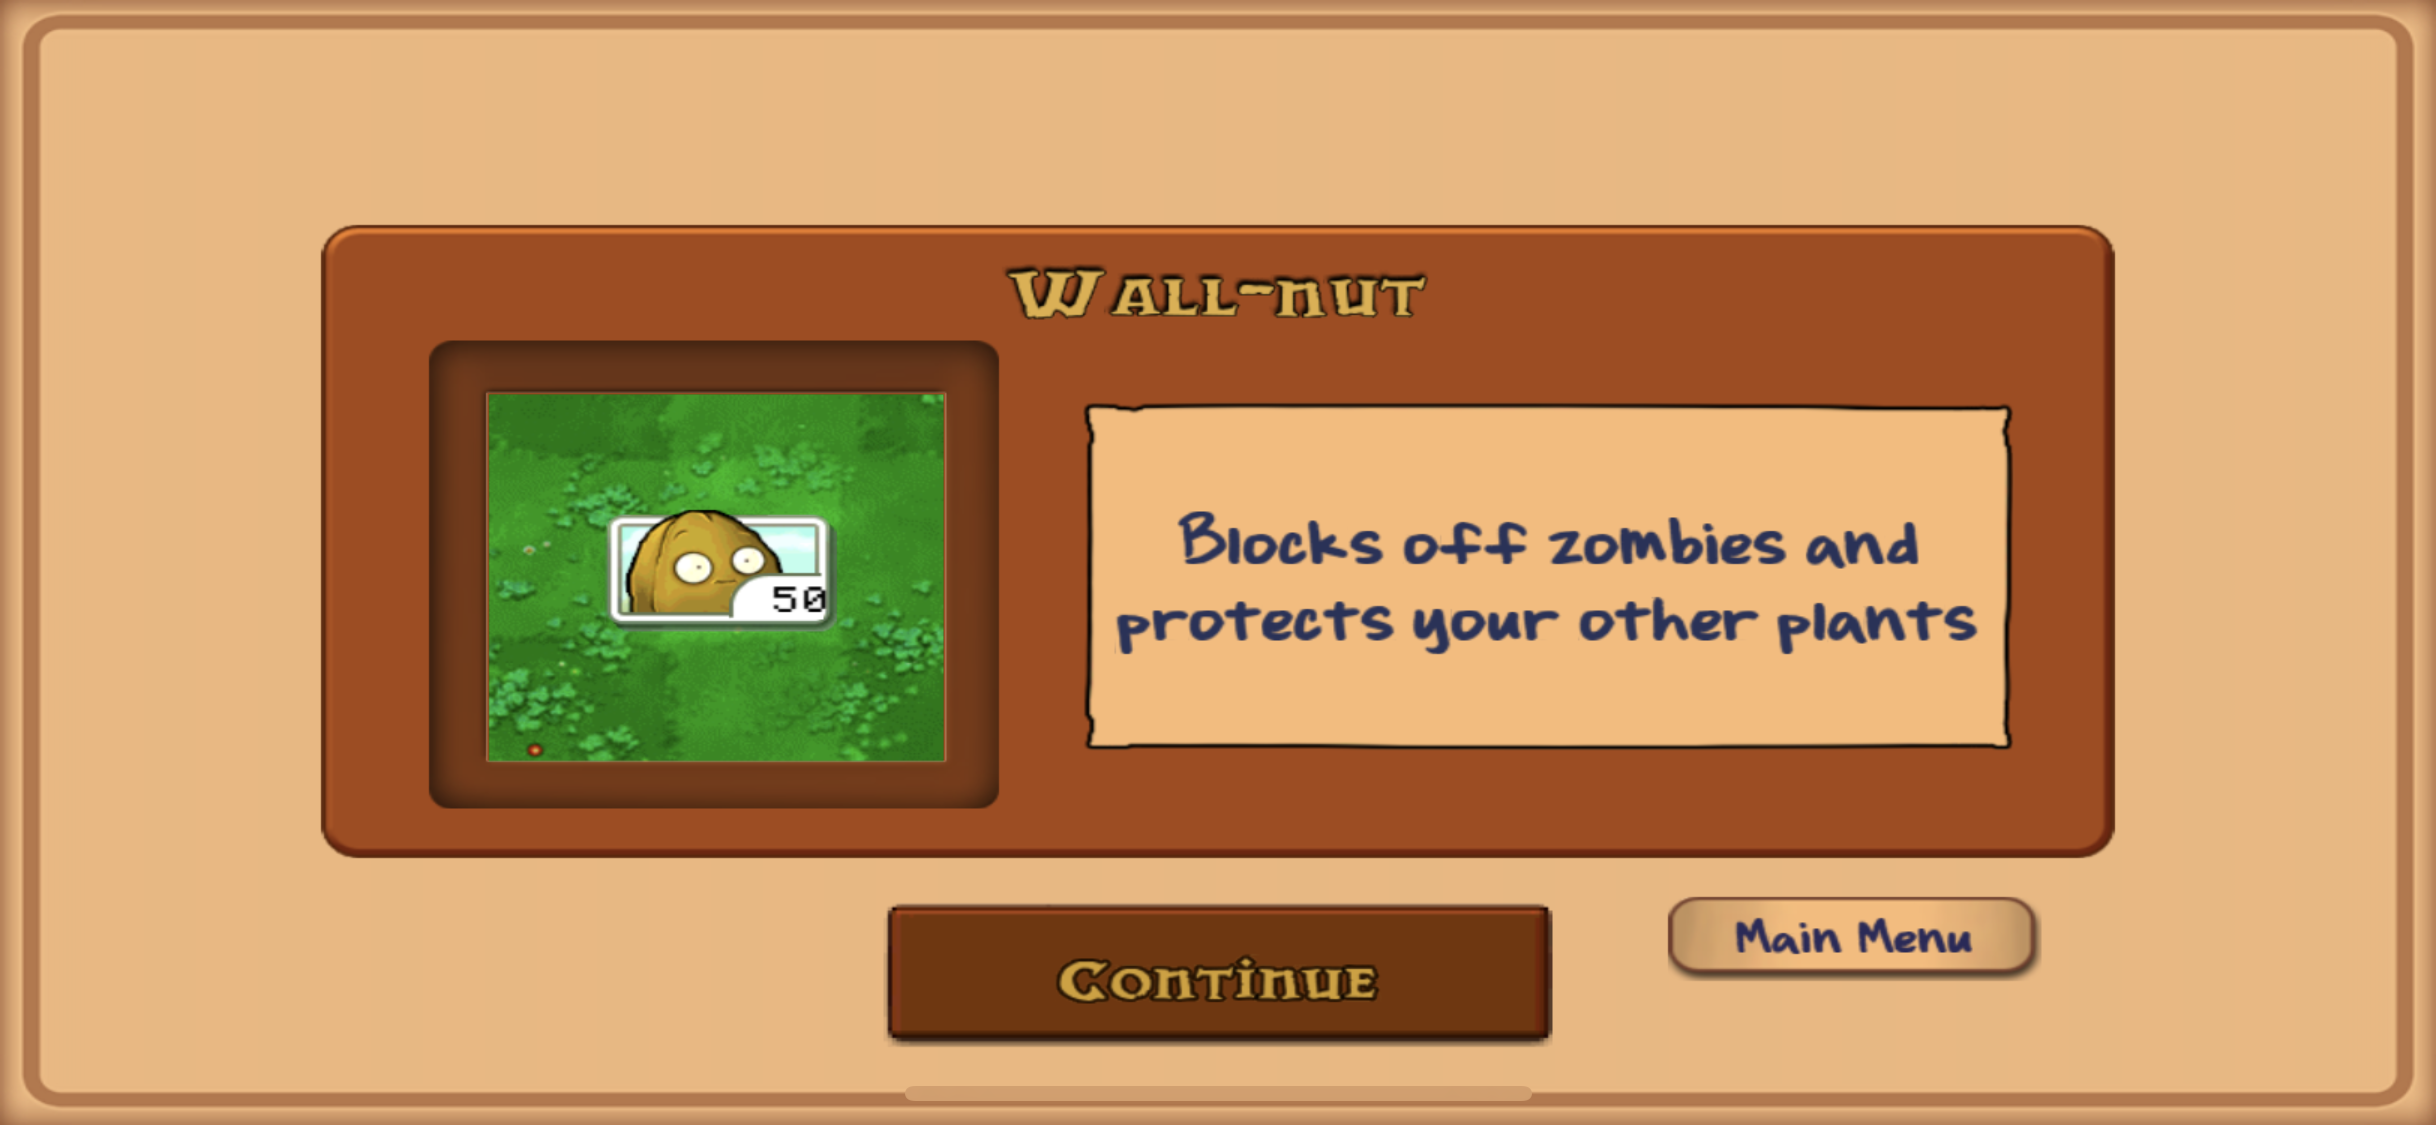 Wall-nut
50
Blocks off zombies and
protects your other plants
Continue
Main Menu